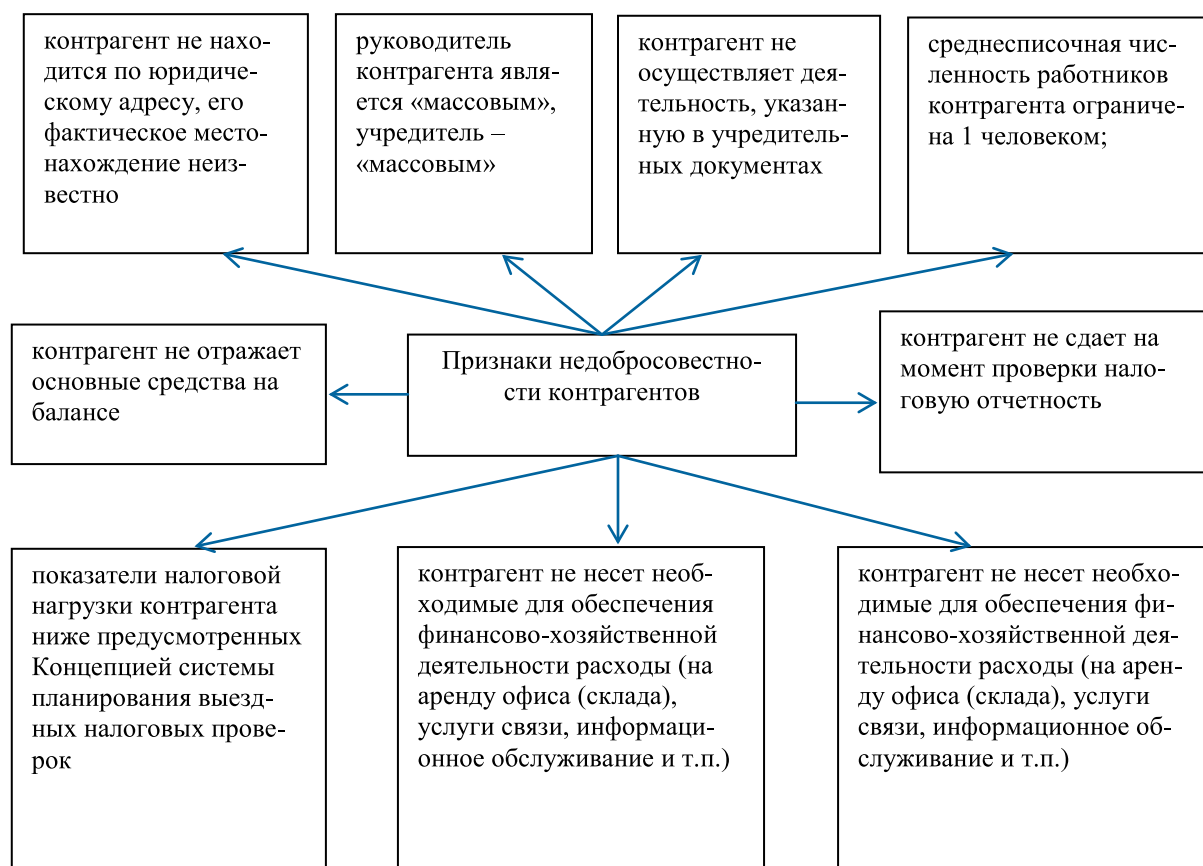 контрагент не нахо-
дится по юридиче-
скому адресу, его
фактическое место-
нахождение неиз-
вестно
руководитель
контрагента явля-
ется «массовым»,
учредитель –
«массовым»
контрагент не
осуществляет дея-
тельность, указан-
ную в учредитель-
ных документах
среднесписочная чис-
ленность работников
контрагента ограниче-
на 1 человеком;
контрагент не отражает
основные средства на
балансе
Признаки недобросовестно-
сти контрагентов
контрагент не сдает на
момент проверки нало-
говую отчетность
показатели налоговой
нагрузки контрагента
ниже предусмотренных
Концепцией системы
планирования выезд-
ных налоговых прове-
рок
контрагент не несет необ-
ходимые для обеспечения
финансово-хозяйственной
деятельности расходы (на
аренду офиса (склада),
услуги связи, информаци-
онное обслуживание и т.п.)
контрагент не несет необхо-
димые для обеспечения фи-
нансово-хозяйственной дея-
тельности расходы (на арен-
ду офиса (склада), услуги
связи, информационное об-
служивание и т.п.)